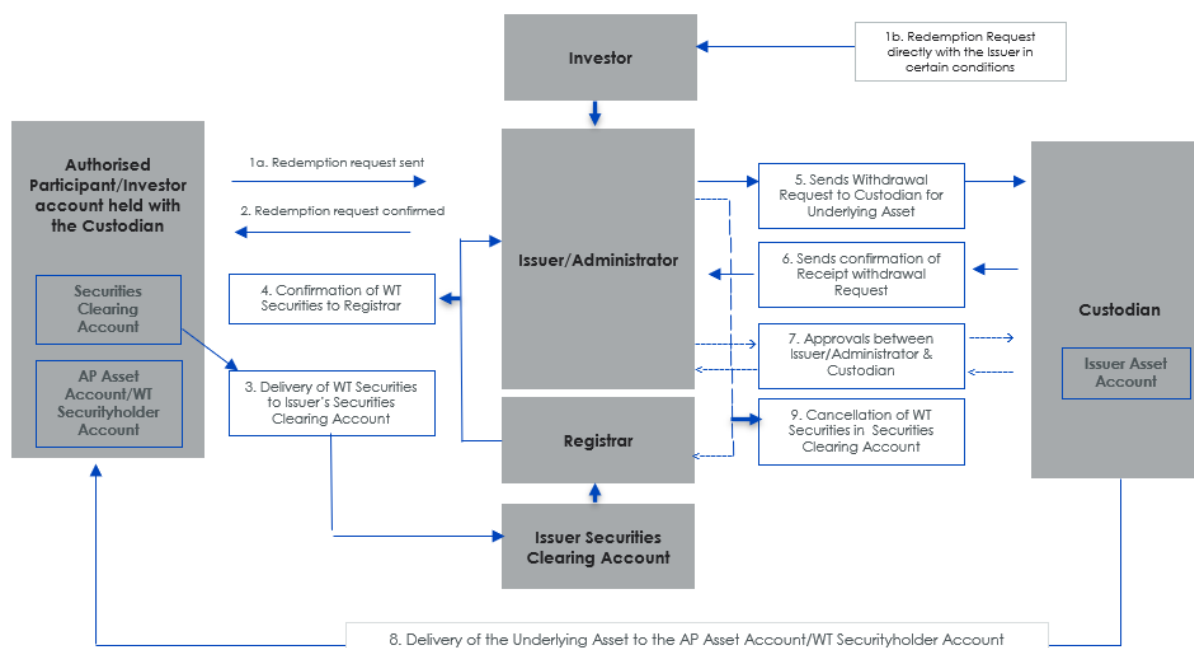 1b. Redemption Request
directly with the Issuer in
certain conditions
Investor
Authorised
Participant/Investor
account held with
the Custodian
1a. Redemption request sent
2. Redemption request confirmed
5. Sends Withdrawal
Request to Custodian for
Underlying Asset
Issuer/Administrator
6. Sends confirmation of
Receipt withdrawal
Request
4. Confirmation of WT
Securities to Registrar
Securities
Clearing
Account
Custodian
7. Approvals between
Issuer/Administrator &
Custodian
Issuer Asset
Account
AP Asset
Account/WT
Securityholder
Account
3. Delivery of WT Securities
to Issuer's Securities
Clearing Account
9. Cancellation of WT
Securities in Securities
Clearing Account
Registrar
Issuer Securities
Clearing Account
8. Delivery of the Underlying Asset to the AP Asset Account/WT Securityholder Account